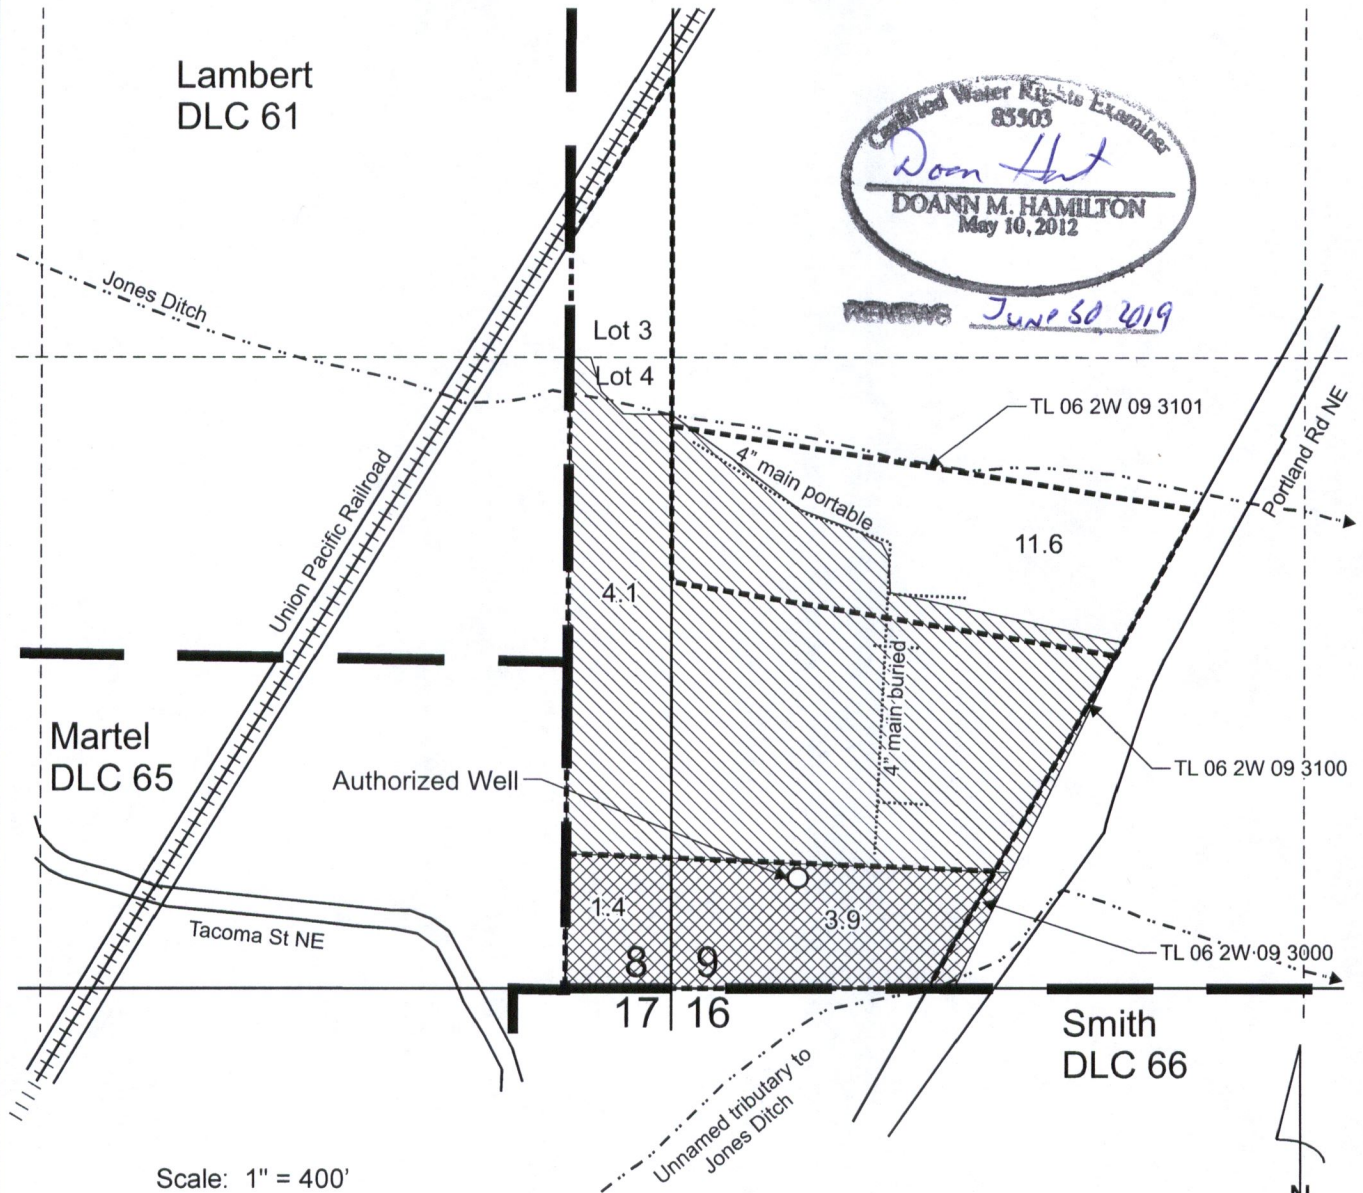 Lambert
DLC 61
Certified Water Rights Examiner
85503
DOANN M. HAMILTON
May 10, 2012
RENEWS June 30 2019
Jones Ditch
Lot 3
Lot 4
TL 06 2W 09 3101
Portland Rd NE
4" main portable
Union Pacific Railroad
11.6
4.1
4" main buried
Martel
DLC 65
Authorized Well
TL 06 2W 09 3100
1.4
3.9
Tacoma St NE
8 9
TL 06 2W 09 3000
17 16
Smith
DLC 66
Unnamed tributary to
Jones Ditch
Scale: 1" = 400'
N